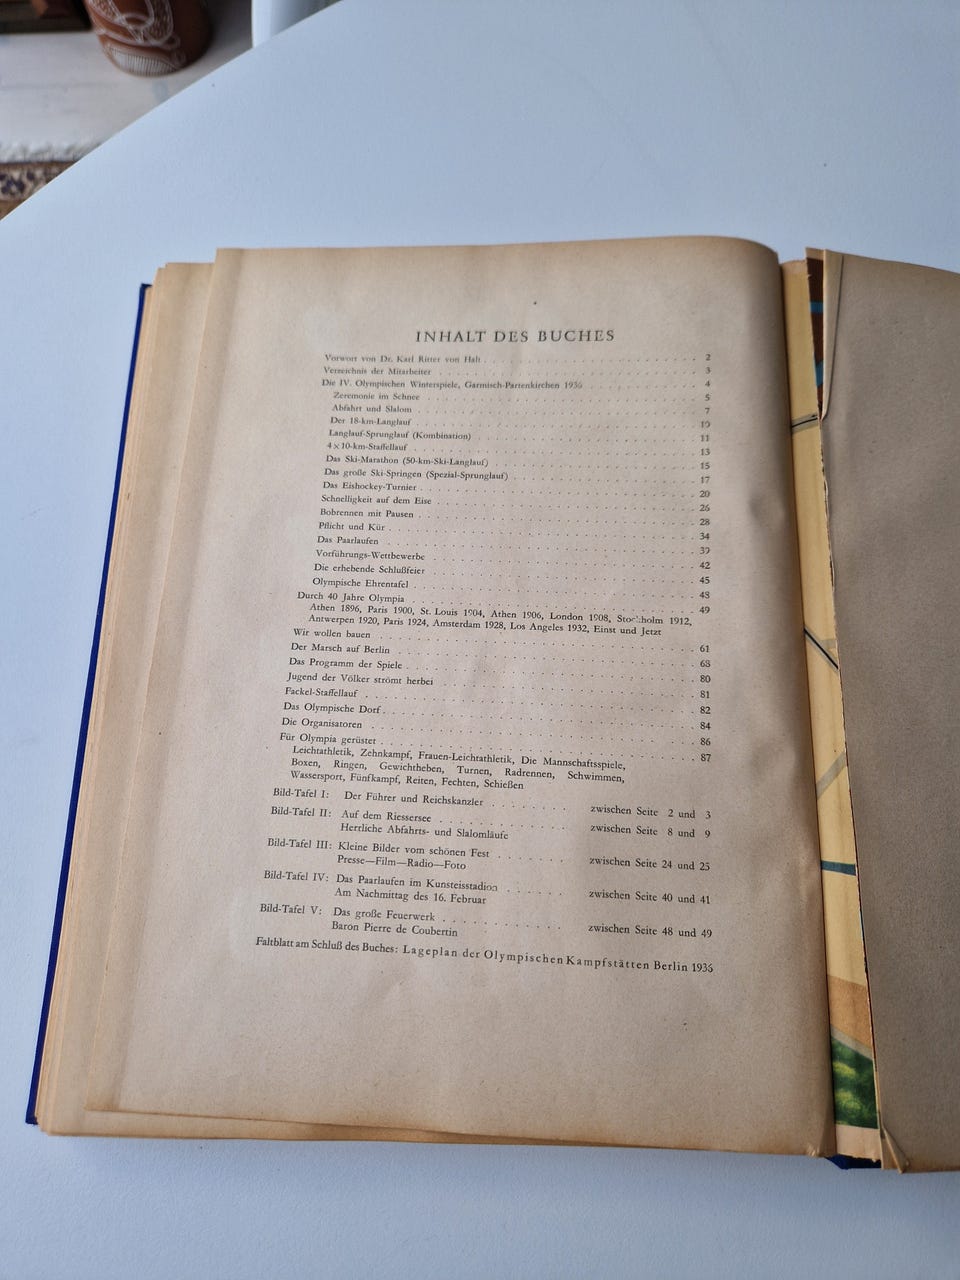 INHALT DES BUCHES
Vorwort von Dr. Karl Ritter von Halt . . . 2
Verzeichnis der Mitarbeiter . . . 3
Die IV. Olympischen Winterspiele, Garmisch-Partenkirchen 1936 . . . 4
Zeremonie im Schnee . . . 5
Abfahrt und Slalom . . . 7
Der 18-km-Langlauf . . . 10
Langlauf-Sprunglauf (Kombination) . . . 11
4 × 10-km-Staffellauf . . . 13
Das Ski-Marathon (50-km-Ski-Langlauf) . . . 15
Das große Ski-Springen (Spezial-Sprunglauf) . . . 17
Das Eishockey-Turnier . . . 20
Schnelligkeit auf dem Eise . . . 26
Bobrennen mit Pausen . . . 28
Pflicht und Kür . . . 34
Das Paarlaufen . . . 39
Vorführungs-Wettbewerbe . . . 42
Die erhebende Schlußfeier . . . 45
Olympische Ehrentafel . . . 48
Durch 40 Jahre Olympia . . . 49
Athen 1896, Paris 1900, St. Louis 1904, Athen 1906, London 1908, Stockholm 1912,
Antwerpen 1920, Paris 1924, Amsterdam 1928, Los Angeles 1932, Einst und Jetzt
Wir wollen bauen . . . 61
Der Marsch auf Berlin . . . 68
Das Programm der Spiele . . . 80
Jugend der Völker strömt herbei . . . 81
Fackel-Staffellauf . . . 82
Das Olympische Dorf . . . 84
Die Organisatoren . . . 86
Für Olympia gerüstet . . . 87
Leichtathletik, Zehnkampf, Frauen-Leichtathletik, Die Mannschaftsspiele,
Boxen, Ringen, Gewichtheben, Turnen, Radrennen, Schwimmen,
Wassersport, Fünfkampf, Reiten, Fechten, Schießen
Bild-Tafel I: Der Führer und Reichskanzler . . . zwischen Seite 2 und 3
Bild-Tafel II: Auf dem Riessersee . . . zwischen Seite 8 und 9
Herrliche Abfahrts- und Slalomläufe
Bild-Tafel III: Kleine Bilder vom schönen Fest . . . zwischen Seite 24 und 25
Presse—Film—Radio—Foto
Bild-Tafel IV: Das Paarlaufen im Kunsteisstadion . . . zwischen Seite 40 und 41
Am Nachmittag des 16. Februar
Bild-Tafel V: Das große Feuerwerk . . . zwischen Seite 48 und 49
Baron Pierre de Coubertin
Faltblatt am Schluß des Buches: Lageplan der Olympischen Kampfstätten Berlin 1936